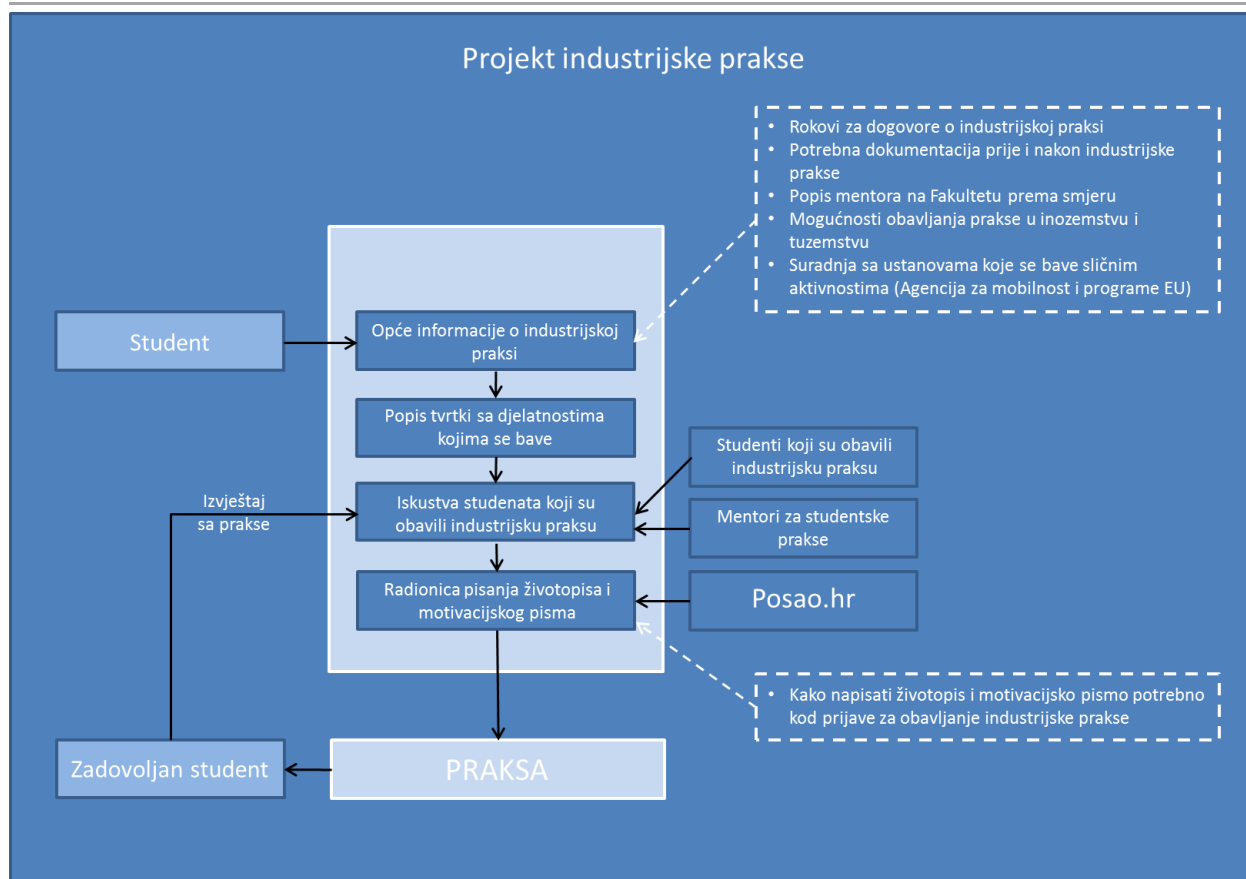 Projekt industrijske prakse
• Rokovi za dogovore o industrijskoj praksi
• Potrebna dokumentacija prije i nakon industrijske
prakse
• Popis mentora na Fakultetu prema smjeru
• Mogućnosti obavljanja prakse u inozemstvu i
tuzemstvu
• Suradnja sa ustanovama koje se bave sličnim
aktivnostima (Agencija za mobilnost i programe EU)
Student
Opće informacije o industrijskoj
praksi
Popis tvrtki sa djelatnostima
kojima se bave
Studenti koji su obavili
industrijsku praksu
Izvještaj
sa prakse
Iskustva studenata koji su
obavili industrijsku praksu
Mentori za studentske
prakse
Radionica pisanja životopisa i
motivacijskog pisma
Posao.hr
• Kako napisati životopis i motivacijsko pismo potrebno
kod prijave za obavljanje industrijske prakse
Zadovoljan student
PRAKSA